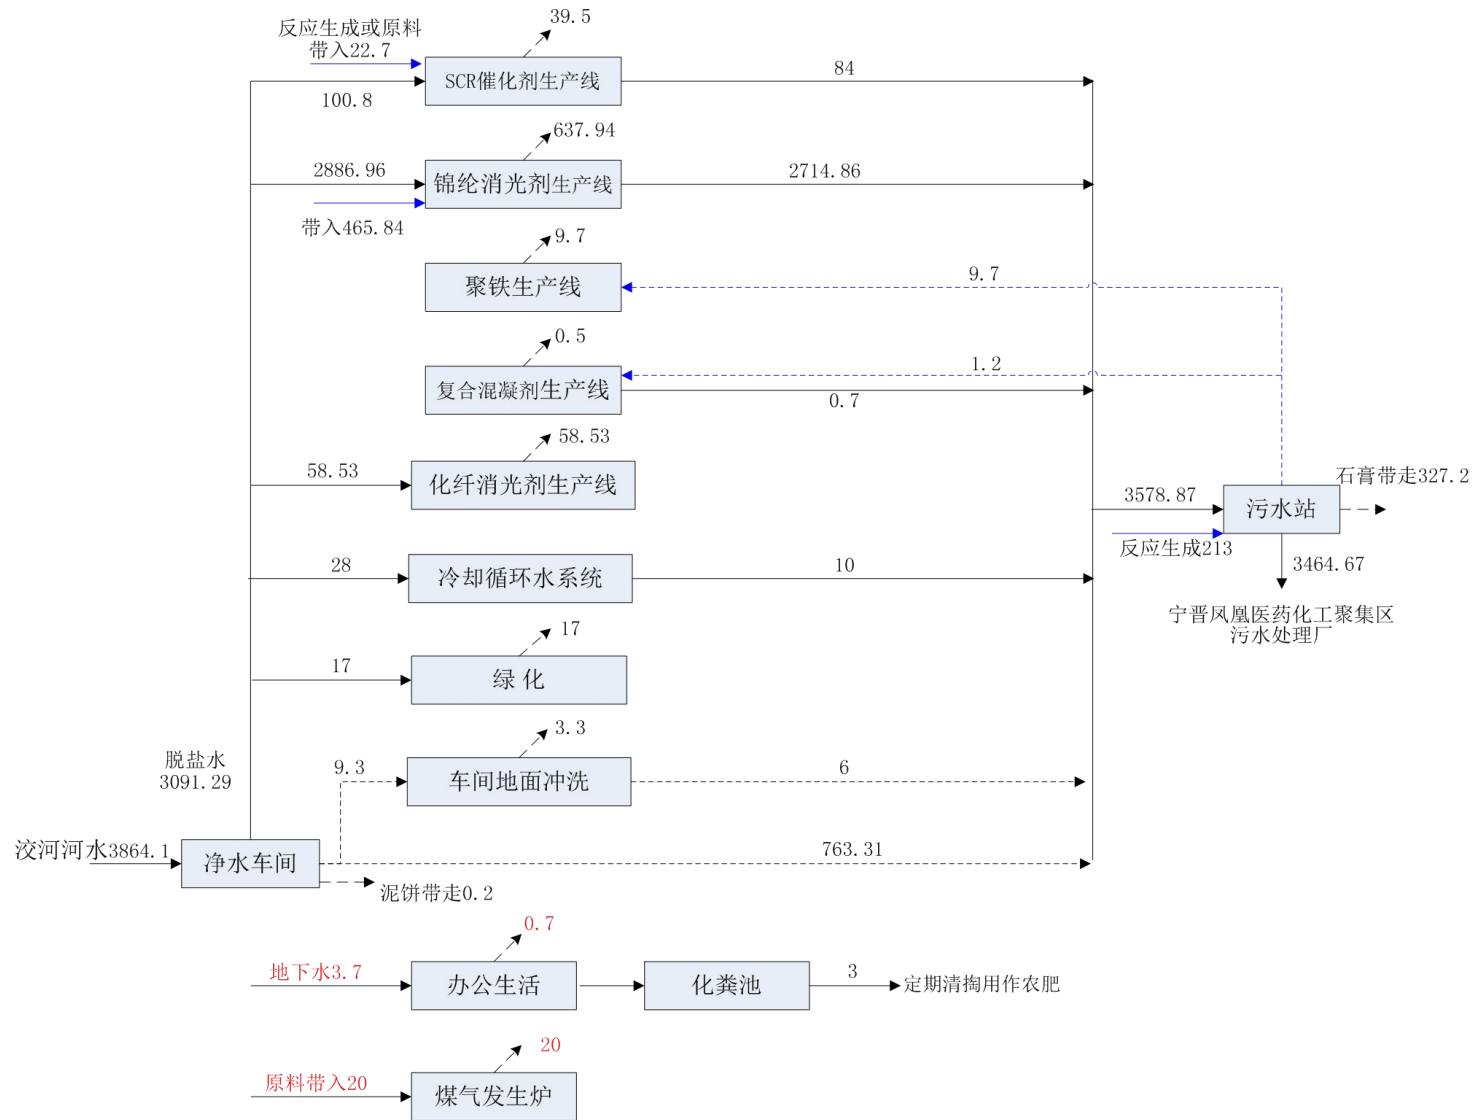 反应生成或原料
带入22.7
39.5
SCR催化剂生产线
84
100.8
637.94
2886.96
锦纶消光剂生产线
2714.86
带入465.84
9.7
聚铁生产线
9.7
0.5
1.2
复合混凝剂生产线
0.7
58.53
58.53
化纤消光剂生产线
石膏带走327.2
3578.87
污水站
反应生成213
3464.67
28
冷却循环水系统
10
宁晋凤凰医药化工聚集区
污水处理厂
17
17
绿 化
3.3
脱盐水
3091.29
9.3
车间地面冲洗
6
洨河河水3864.1
净水车间
763.31
泥饼带走0.2
0.7
地下水3.7
办公生活
化粪池
3
定期清掏用作农肥
20
原料带入20
煤气发生炉